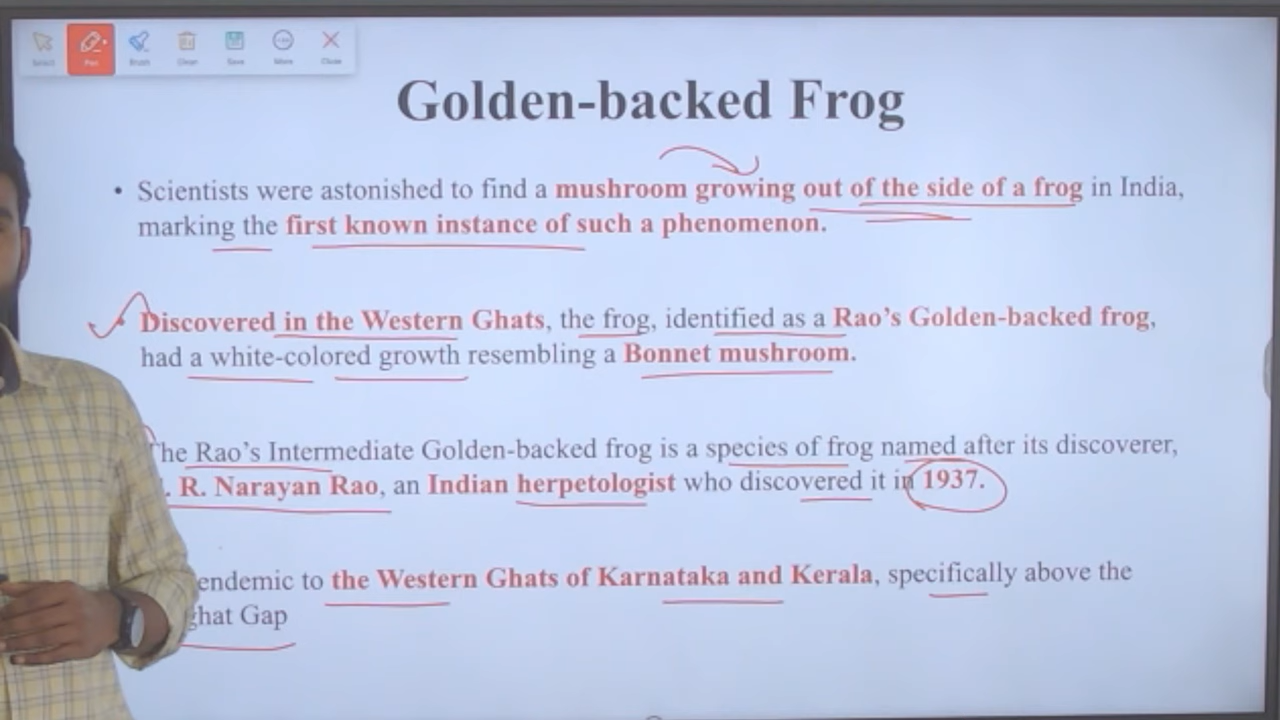 Select Pen Brush Clean Save More Close
Golden-backed Frog
• Scientists were astonished to find a mushroom growing out of the side of a frog in India,
marking the first known instance of such a phenomenon.
Discovered in the Western Ghats, the frog, identified as a Rao's Golden-backed frog,
had a white-colored growth resembling a Bonnet mushroom.
The Rao's Intermediate Golden-backed frog is a species of frog named after its discoverer,
. R. Narayan Rao, an Indian herpetologist who discovered it in 1937.
endemic to the Western Ghats of Karnataka and Kerala, specifically above the
ghat Gap